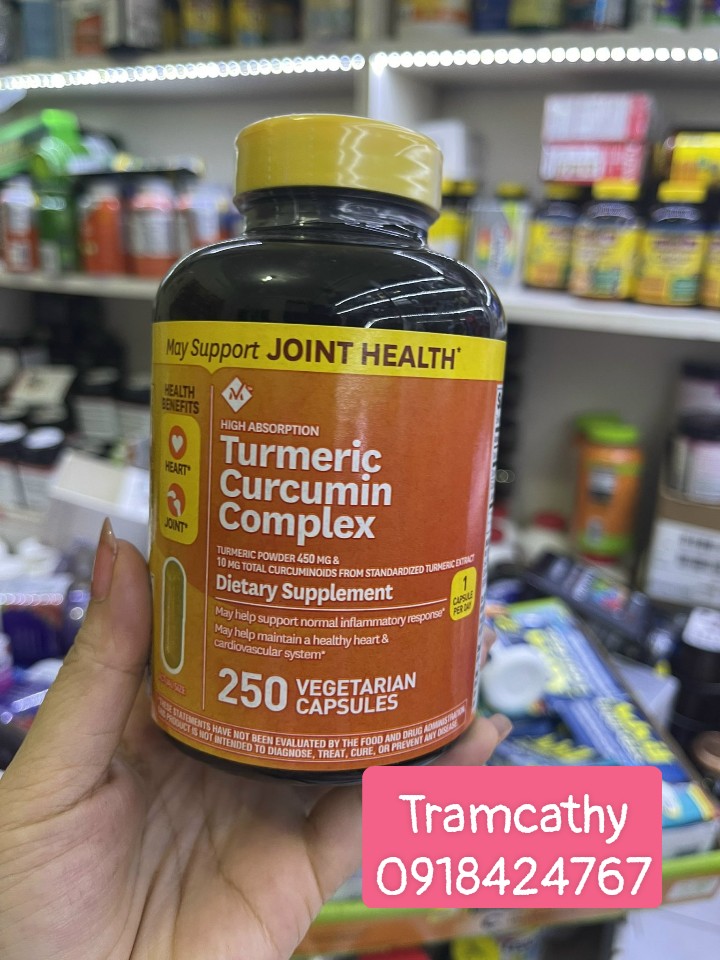 May Support JOINT HEALTH*
HEALTH
BENEFITS
HEART*
JOINT*
M
HIGH ABSORPTION
Turmeric
Curcumin
Complex
TURMERIC POWDER 450 MG &
10 MG TOTAL CURCUMINOIDS FROM STANDARDIZED TURMERIC EXTRACT
Dietary Supplement
1
CAPSULE
PER DAY
May help support normal inflammatory response*
May help maintain a healthy heart &
cardiovascular system*
250 VEGETARIAN
CAPSULES
*THESE STATEMENTS HAVE NOT BEEN EVALUATED BY THE FOOD AND DRUG ADMINISTRATION.
PRODUCT IS NOT INTENDED TO DIAGNOSE, TREAT, CURE, OR PREVENT ANY DISEASE.
Tramcathy
0918424767